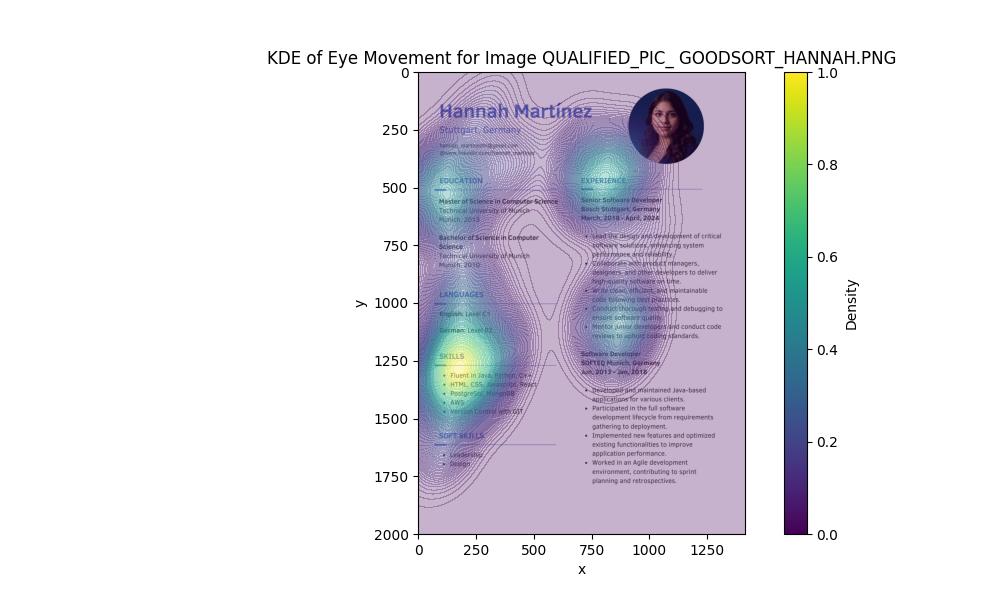 KDE of Eye Movement for Image QUALIFIED_PIC_ GOODSORT_HANNAH.PNG
0
250
500
750
1000
1250
1500
1750
2000
y
0
250
500
750
1000
1250
x
1.0
0.8
0.6
0.4
0.2
0.0
Density
Hannah Martínez
Stuttgart, Germany
EDUCATION
Master of Science in Computer Science
Technical University of Munich
Munich, 2013
Bachelor of Science in Computer
Science
Technical University of Munich
Munich, 2010
LANGUAGES
English: Level C1
German: Level B2
SKILLS
Fluent in Java, Python, C++
HTML, CSS, Javascript, React
PostgreSql, MongoDB
AWS
Version Control with GIT
SOFT SKILLS
Leadership
Design
EXPERIENCE
Senior Software Developer
Bosch Stuttgart, Germany
March, 2018 - April, 2024
Lead the design and development of critical
software solutions, enhancing system
performance and reliability.
Collaborate with product managers,
designers, and other developers to deliver
high-quality software on time.
Write clean, efficient, and maintainable
code following best practices.
Conduct thorough testing and debugging to
ensure software quality.
Mentor junior developers and conduct code
reviews to uphold coding standards.
Software Developer
SOFTEQ Munich, Germany
Jun, 2013 - Jan, 2018
Developed and maintained Java-based
applications for various clients.
Participated in the full software
development lifecycle from requirements
gathering to deployment.
Implemented new features and optimized
existing functionalities to improve
application performance.
Worked in an Agile development
environment, contributing to sprint
planning and retrospectives.